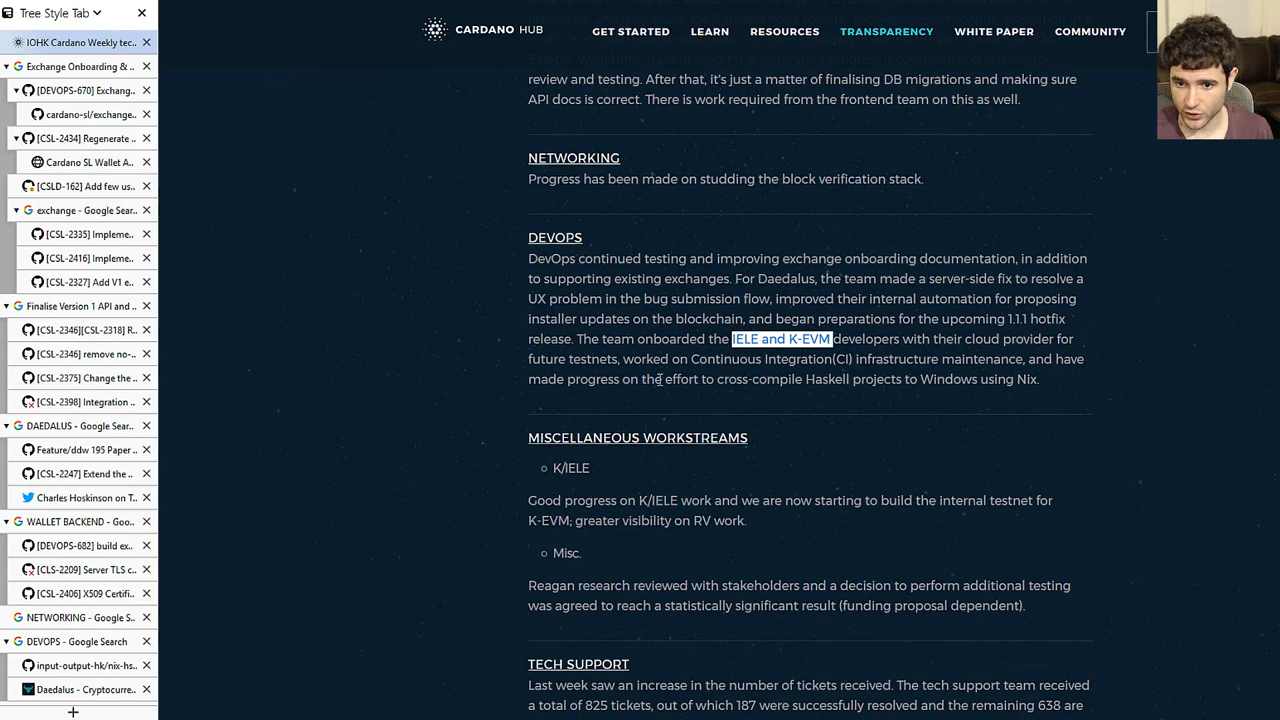 Tree Style Tab
IOHK Cardano Weekly tec..
Exchange Onboarding & ..
[DEVOPS-670] Exchang..
cardano-sl/exchange..
[CSL-2434] Regenerate ..
Cardano SL Wallet A..
[CSLD-162] Add few us..
exchange - Google Sear..
[CSL-2335] Impleme..
[CSL-2416] Impleme..
[CSL-2327] Add V1 e..
Finalise Version 1 API and ..
[CSL-2346][CSL-2318] R..
[CSL-2346] remove no-..
[CSL-2375] Change the ..
[CSL-2398] Integration ..
DAEDALUS - Google Sear..
Feature/ddw 195 Paper ..
[CSL-2247] Extend the ..
Charles Hoskinson on T..
WALLET BACKEND - Goo..
[DEVOPS-682] build ex..
[CLS-2209] Server TLS c..
[CSL-2406] X509 Certifi..
NETWORKING - Google S..
DEVOPS - Google Search
input-output-hk/nix-hs..
Daedalus - Cryptocurre..
CARDANO HUB
GET STARTED LEARN RESOURCES TRANSPARENCY WHITE PAPER COMMUNITY
review and testing. After that, it's just a matter of finalising DB migrations and making sure
API docs is correct. There is work required from the frontend team on this as well.
NETWORKING
Progress has been made on studding the block verification stack.
DEVOPS
DevOps continued testing and improving exchange onboarding documentation, in addition
to supporting existing exchanges. For Daedalus, the team made a server-side fix to resolve a
UX problem in the bug submission flow, improved their internal automation for proposing
installer updates on the blockchain, and began preparations for the upcoming 1.1.1 hotfix
release. The team onboarded the IELE and K-EVM developers with their cloud provider for
future testnets, worked on Continuous Integration(CI) infrastructure maintenance, and have
made progress on the effort to cross-compile Haskell projects to Windows using Nix.
MISCELLANEOUS WORKSTREAMS
K/IELE
Good progress on K/IELE work and we are now starting to build the internal testnet for
K-EVM; greater visibility on RV work.
Misc.
Reagan research reviewed with stakeholders and a decision to perform additional testing
was agreed to reach a statistically significant result (funding proposal dependent).
TECH SUPPORT
Last week saw an increase in the number of tickets received. The tech support team received
a total of 825 tickets, out of which 187 were successfully resolved and the remaining 638 are